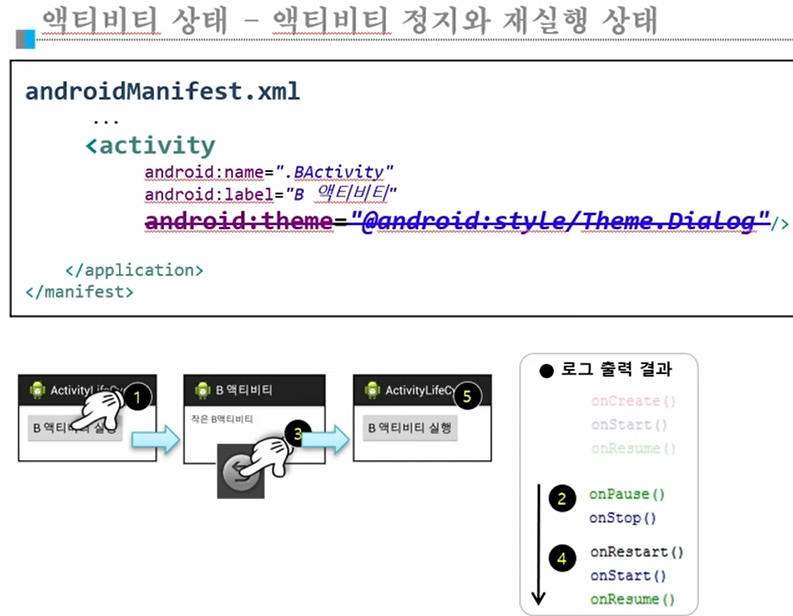 액티비티 상태 - 액티비티 정지와 재실행 상태
androidManifest.xml
...
<activity
android:name=".BActivity"
android:label="B 액티비티"
android:theme="@android:style/Theme.Dialog"/>
</application>
</manifest>
ActivityLifeCy
1
B 액티비티 실행
B 액티비티
작은 B액티비티
3
ActivityLifeCy
5
B 액티비티 실행
● 로그 출력 결과
onCreate()
onStart()
onResume()
2 onPause()
onStop()
4 onRestart()
onStart()
onResume()